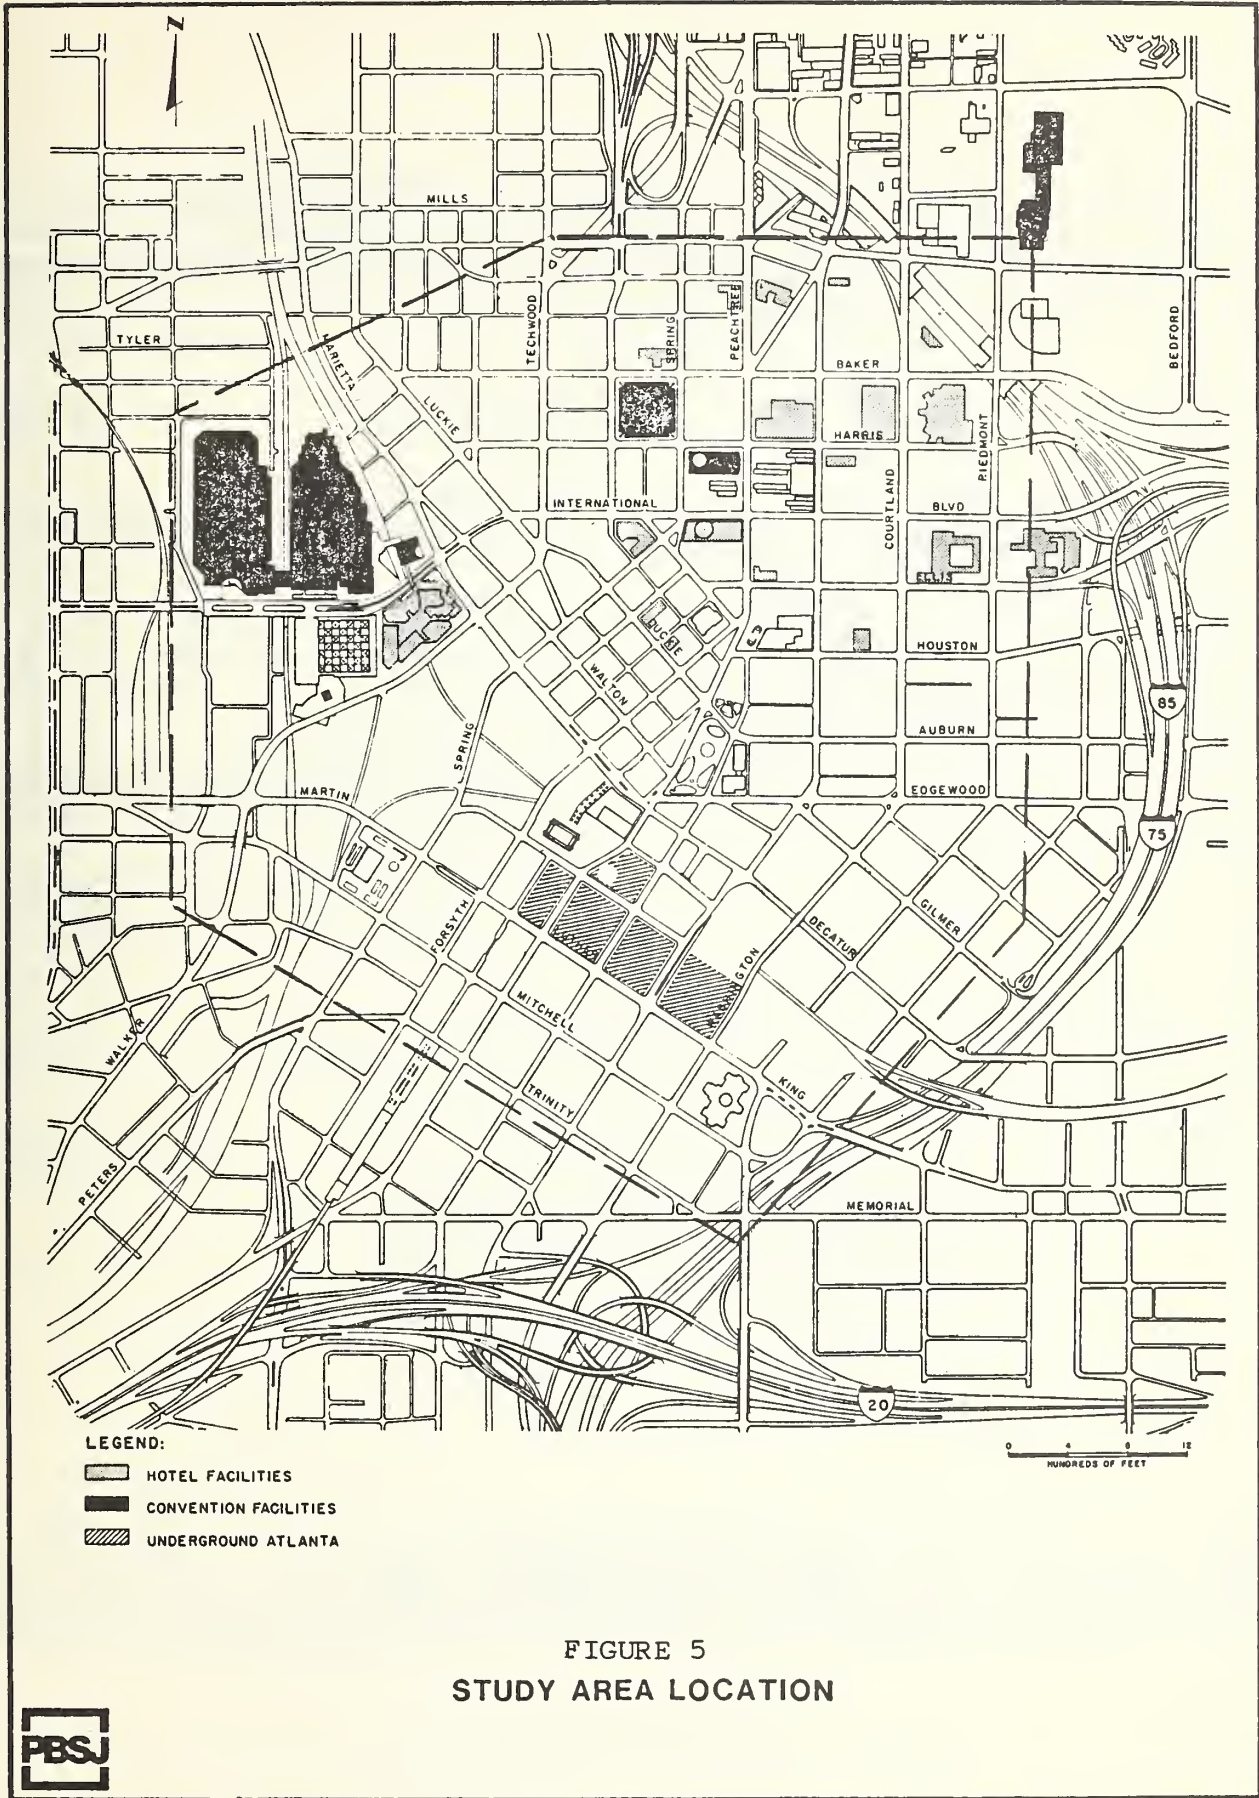 N
MILLS
TECHWOOD
SPRING
PEACHTREE
BEDFORD
TYLER
MARIETTA
LUCKIE
BAKER
HARRIS
PIEDMONT
INTERNATIONAL
COURTLAND
BLVD
ELLIS
LUCKIE
HOUSTON
WALTON
85
SPRING
AUBURN
MARTIN
EDGEWOOD
75
FORSYTH
DECATUR
GILMER
WASHINGTON
MITCHELL
WALKER
KING
TRINITY
PETERS
MEMORIAL
20
LEGEND:
HOTEL FACILITIES
CONVENTION FACILITIES
UNDERGROUND ATLANTA
0 4 8 12
HUNDREDS OF FEET
FIGURE 5
STUDY AREA LOCATION
PBSJ